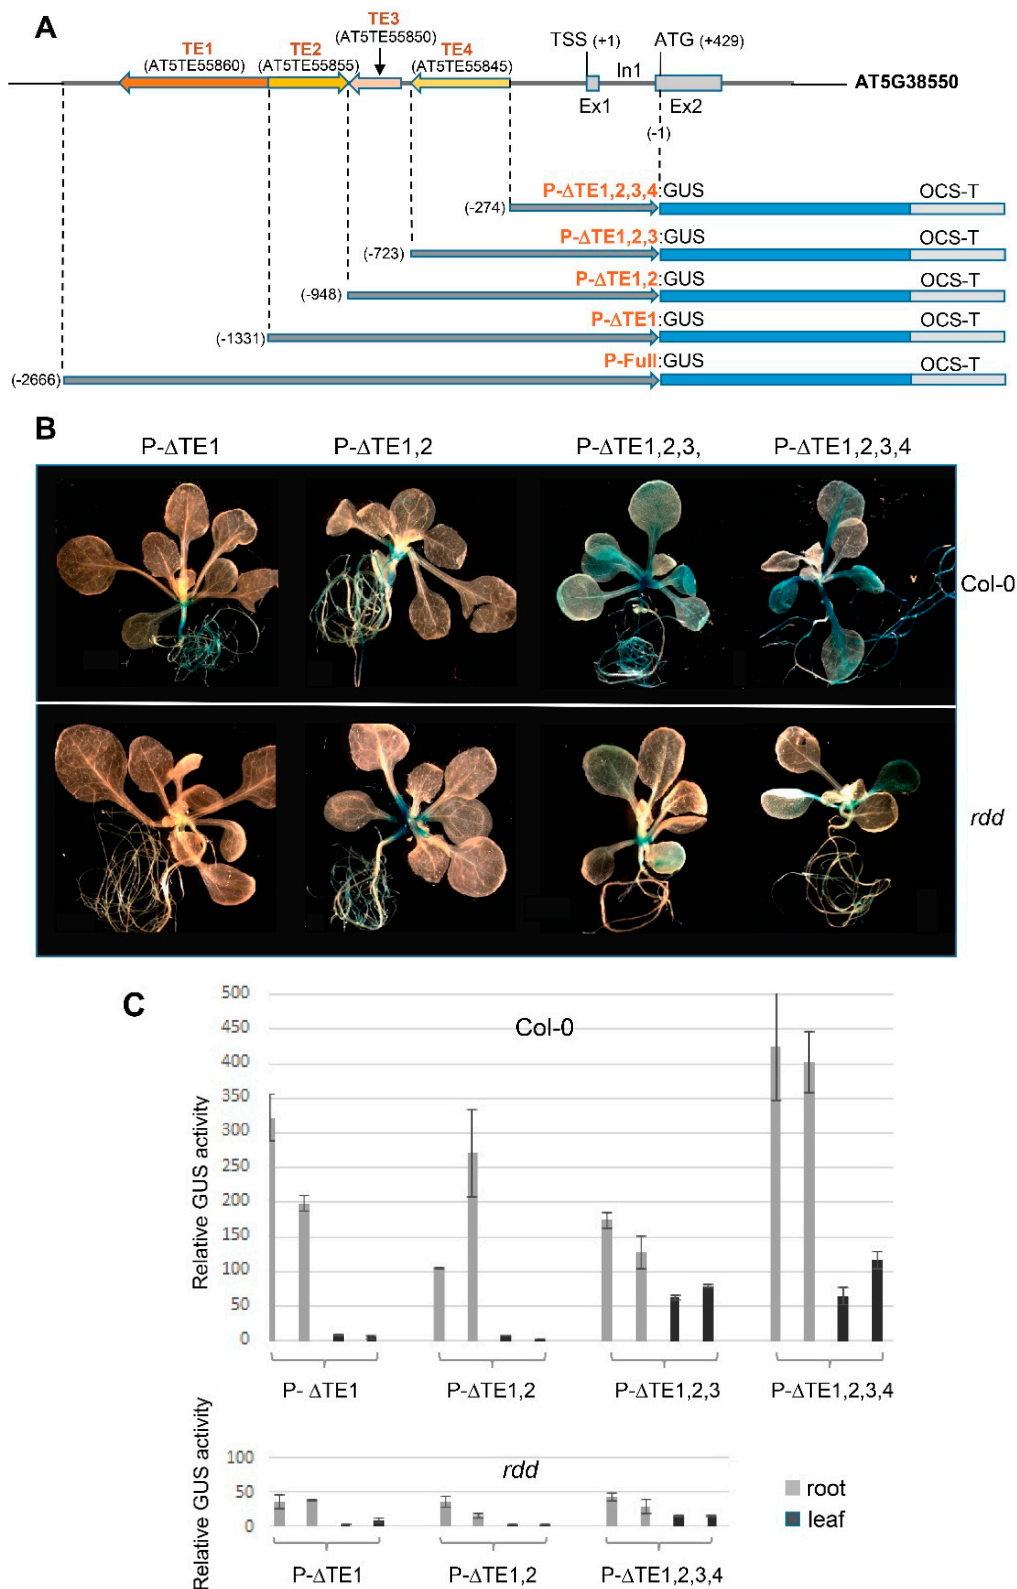 A
TE1
(AT5TE55860)
TE2
(AT5TE55855)
TE3
(AT5TE55850)
TE4
(AT5TE55845)
TSS (+1)
ATG (+429)
In1
Ex1
Ex2
(-1)
AT5G38550
(-274)
P-ΔTE1,2,3,4:GUS
OCS-T
(-723)
P-ΔTE1,2,3:GUS
OCS-T
(-948)
P-ΔTE1,2:GUS
OCS-T
(-1331)
P-ΔTE1:GUS
OCS-T
(-2666)
P-Full:GUS
OCS-T
B
P-ΔTE1
P-ΔTE1,2
P-ΔTE1,2,3,
P-ΔTE1,2,3,4
Col-0
rdd
C
Relative GUS activity
500
450
400
350
300
250
200
150
100
50
0
Col-0
P- ΔTE1
P-ΔTE1,2
P-ΔTE1,2,3
P-ΔTE1,2,3,4
Relative GUS activity
100
50
0
rdd
P-ΔTE1
P-ΔTE1,2
P-ΔTE1,2,3,4
root
leaf